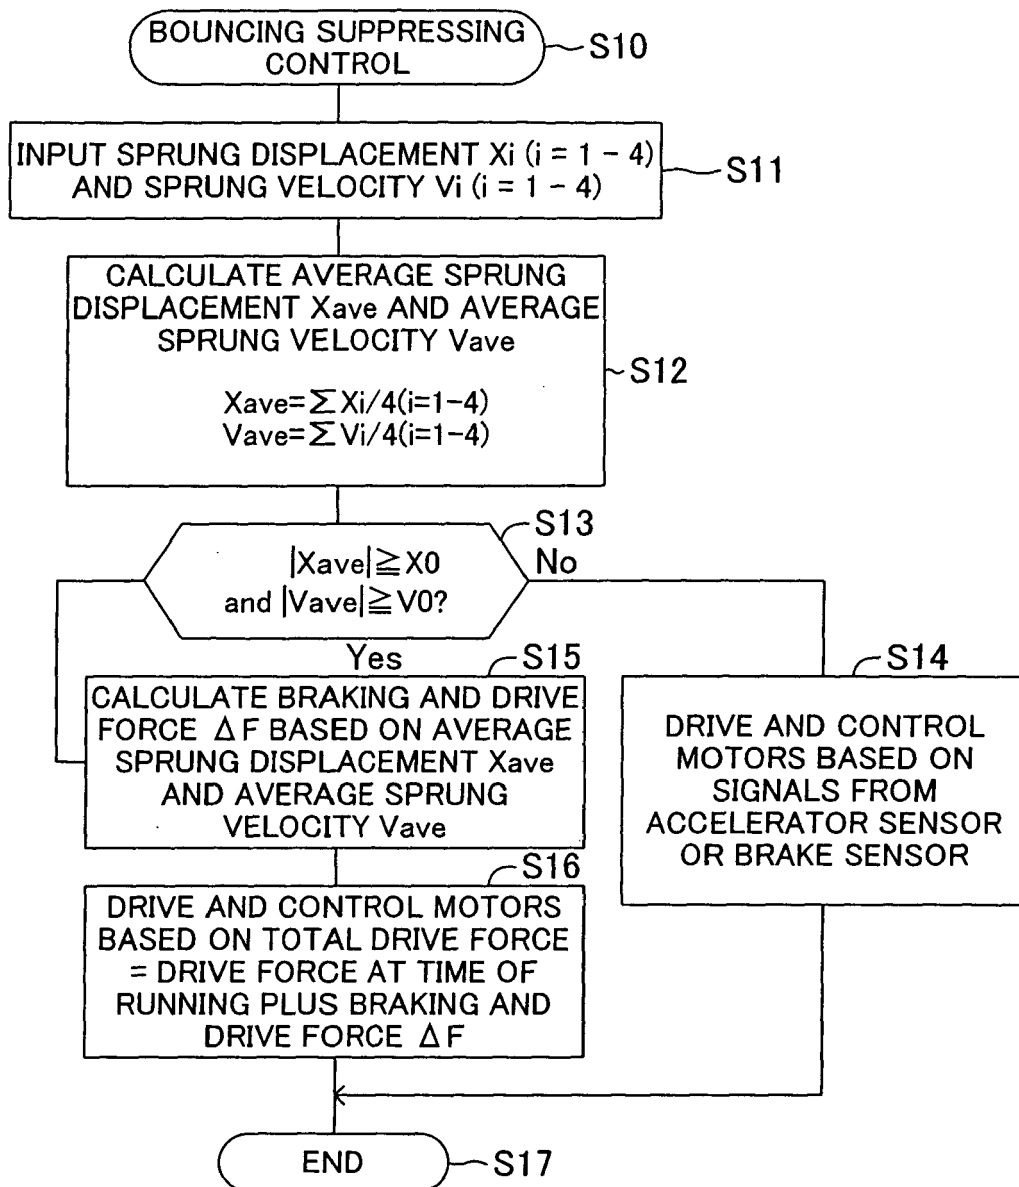 BOUNCING SUPPRESSING
CONTROL
S10
INPUT SPRUNG DISPLACEMENT Xi (i = 1 - 4)
AND SPRUNG VELOCITY Vi (i = 1 - 4)
S11
CALCULATE AVERAGE SPRUNG
DISPLACEMENT Xave AND AVERAGE
SPRUNG VELOCITY Vave
Xave=∑Xi/4(i=1-4)
Vave=∑Vi/4(i=1-4)
S12
S13
|Xave|≧X0
and |Vave|≧V0?
No
Yes
S15
CALCULATE BRAKING AND DRIVE
FORCE ΔF BASED ON AVERAGE
SPRUNG DISPLACEMENT Xave
AND AVERAGE SPRUNG
VELOCITY Vave
S14
DRIVE AND CONTROL
MOTORS BASED ON
SIGNALS FROM
ACCELERATOR SENSOR
OR BRAKE SENSOR
S16
DRIVE AND CONTROL MOTORS
BASED ON TOTAL DRIVE FORCE
= DRIVE FORCE AT TIME OF
RUNNING PLUS BRAKING AND
DRIVE FORCE ΔF
END
S17